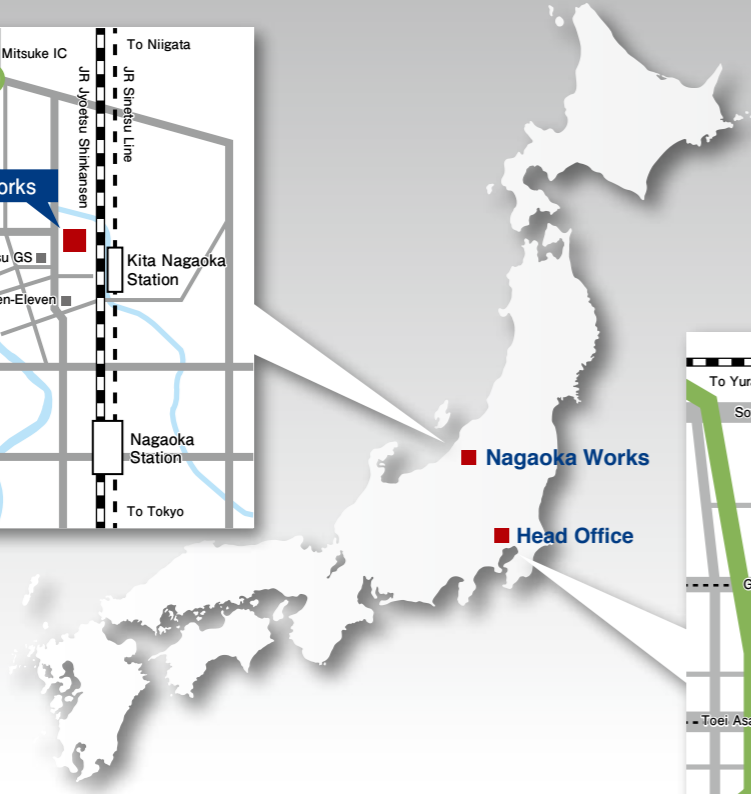 Mitsuke IC
To Niigata
JR Jyoetsu Shinkansen
JR Sinetsu Line
orks
su GS
en-Eleven
Kita Nagaoka
Station
Nagaoka
Station
To Tokyo
Nagaoka Works
Head Office
To Yur
So
G
Toei Asa